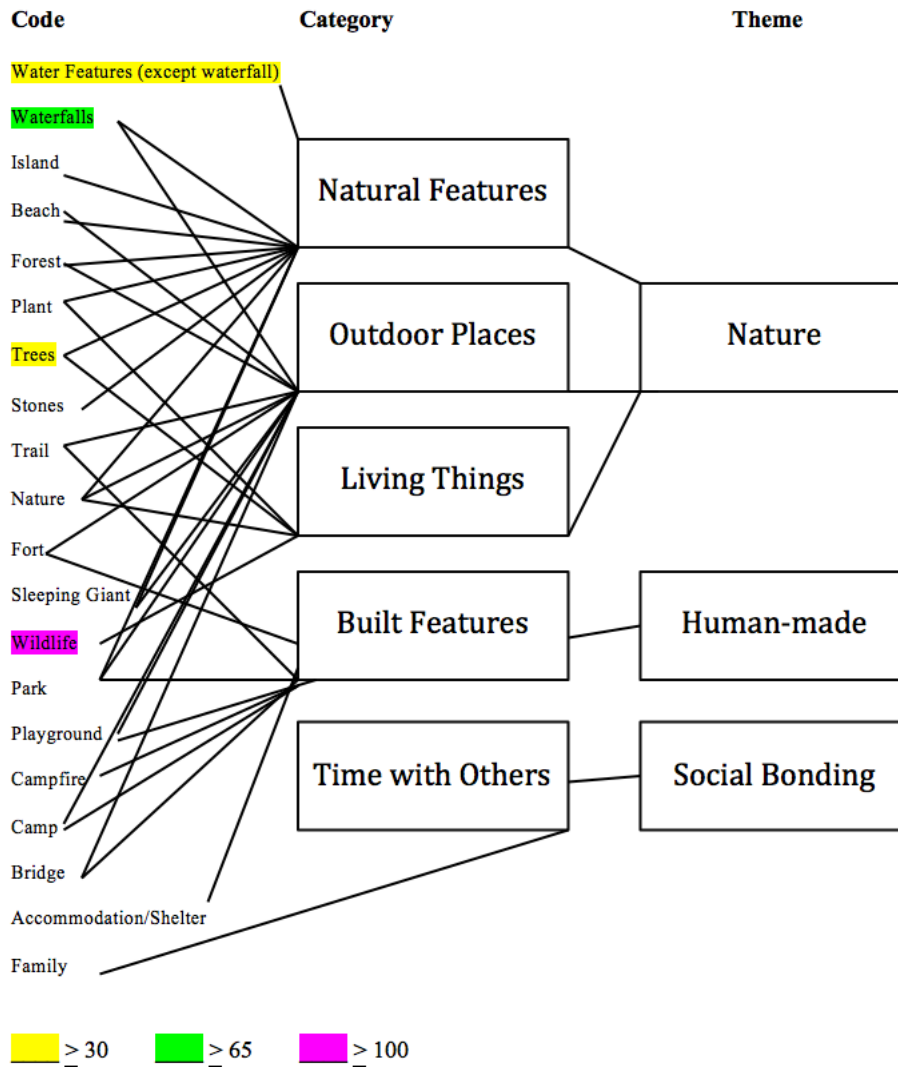 Code Category Theme
Water Features (except waterfall)
Waterfalls
Island
Beach
Forest
Plant
Trees
Stones
Trail
Nature
Fort
Sleeping Giant
Wildlife
Park
Playground
Campfire
Camp
Bridge
Accommodation/Shelter
Family
Natural Features
Outdoor Places
Living Things
Built Features
Time with Others
Nature
Human-made
Social Bonding
≥ 30 ≥ 65 ≥ 100